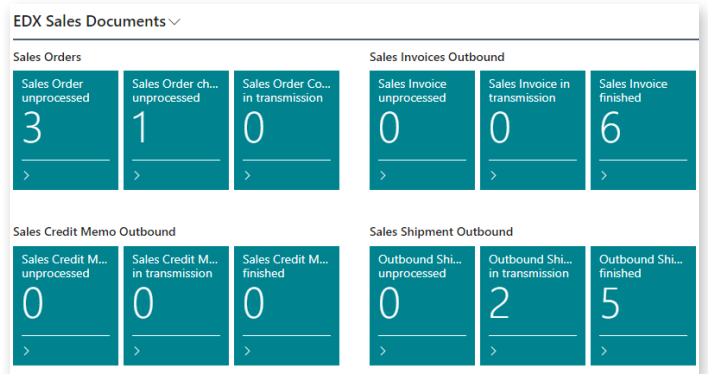 EDX Sales Documents
Sales Orders
Sales Order unprocessed
3
Sales Order ch... unprocessed
1
Sales Order Co... in transmission
0
Sales Invoices Outbound
Sales Invoice unprocessed
0
Sales Invoice in transmission
0
Sales Invoice finished
6
Sales Credit Memo Outbound
Sales Credit M... unprocessed
0
Sales Credit M... in transmission
0
Sales Credit M... finished
0
Sales Shipment Outbound
Outbound Shi... unprocessed
0
Outbound Shi... in transmission
2
Outbound Shi... finished
5